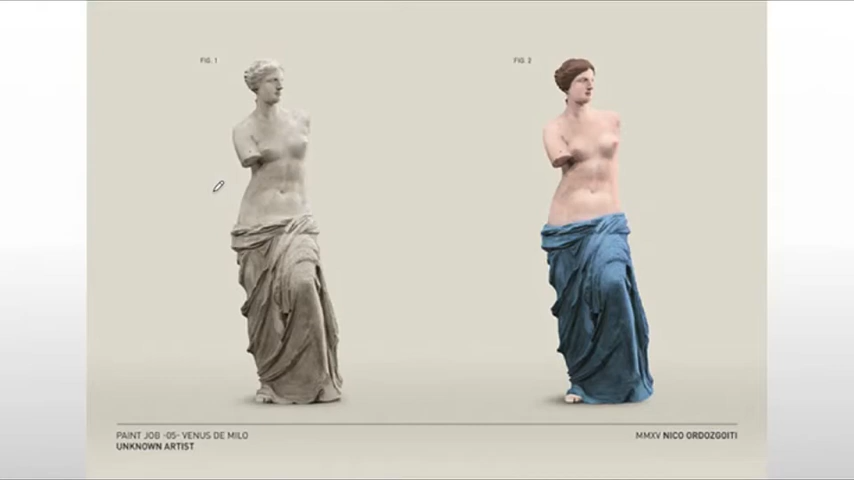 FIG. 1
FIG. 2
PAINT JOB -05- VENUS DE MILO
UNKNOWN ARTIST
MMXV NICO ORDOZGOITI